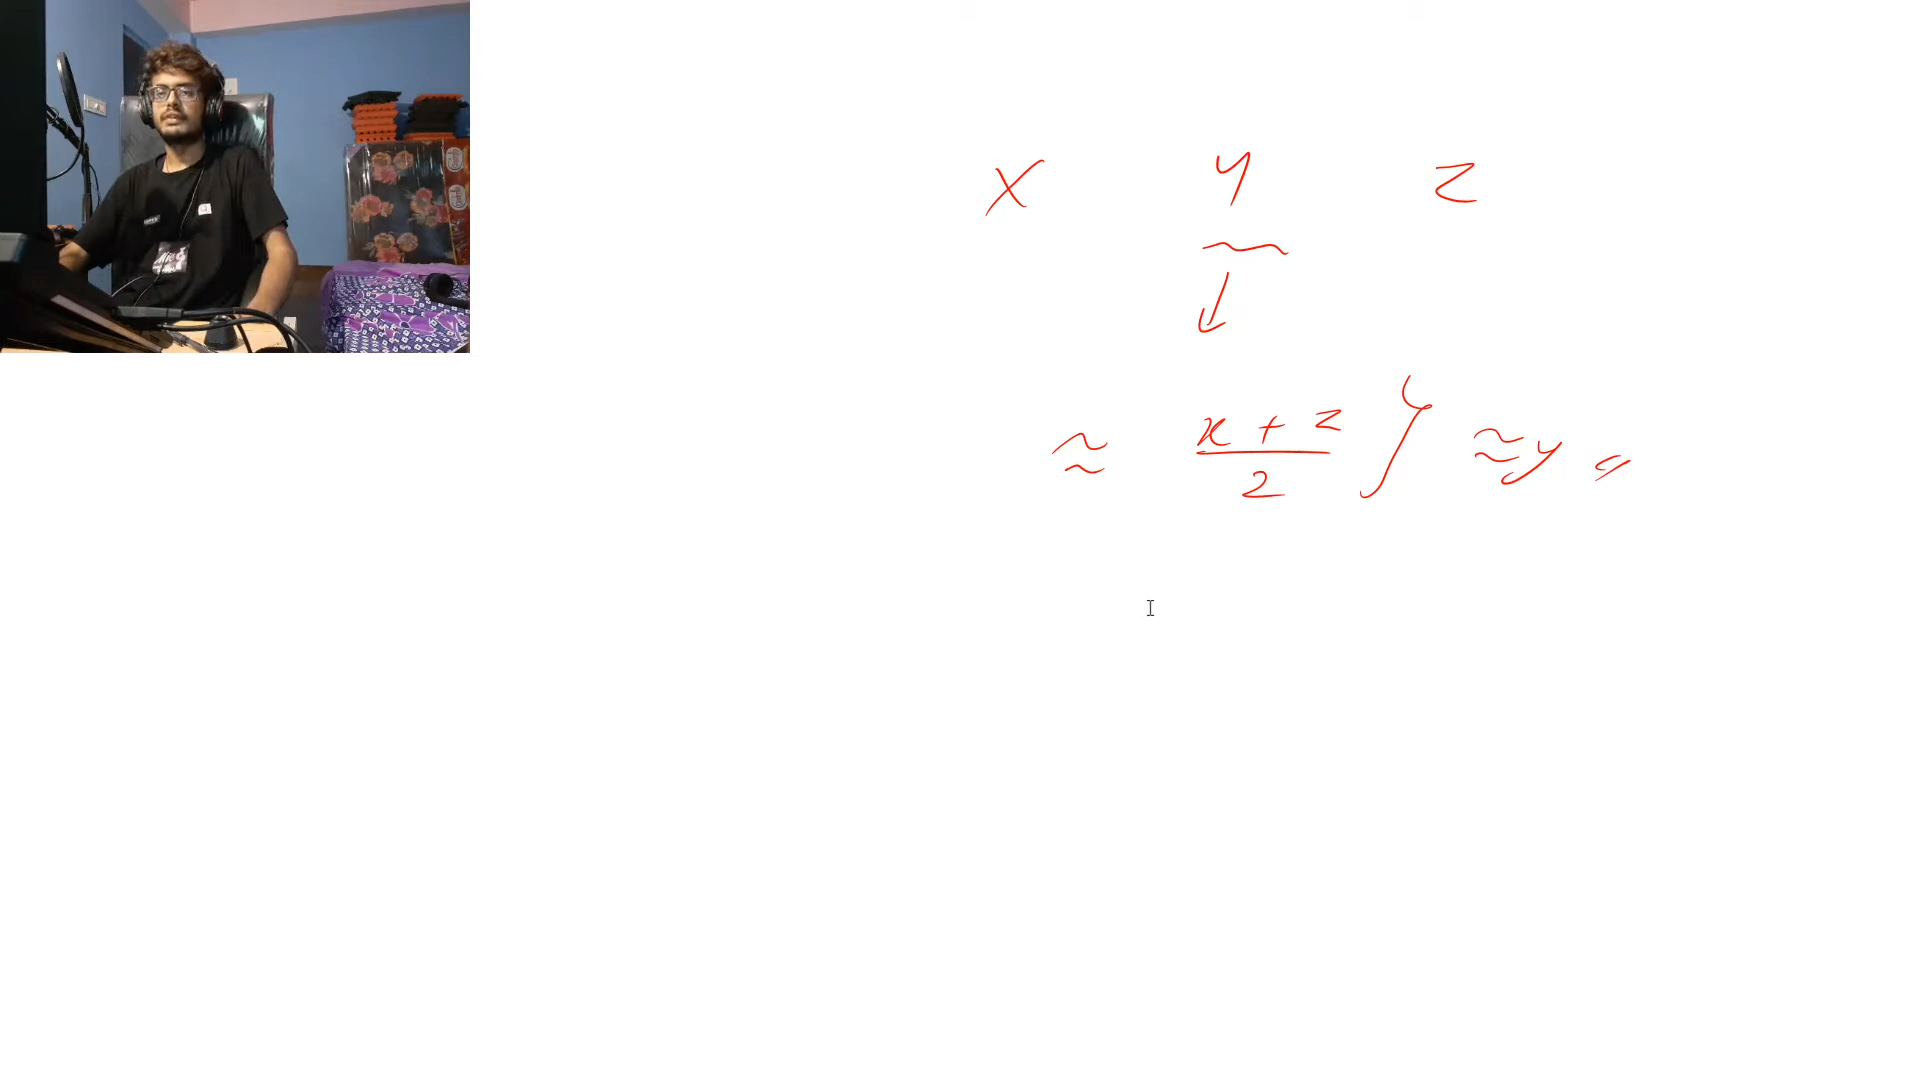 X y z
≈ x + z } ≈ y =
2